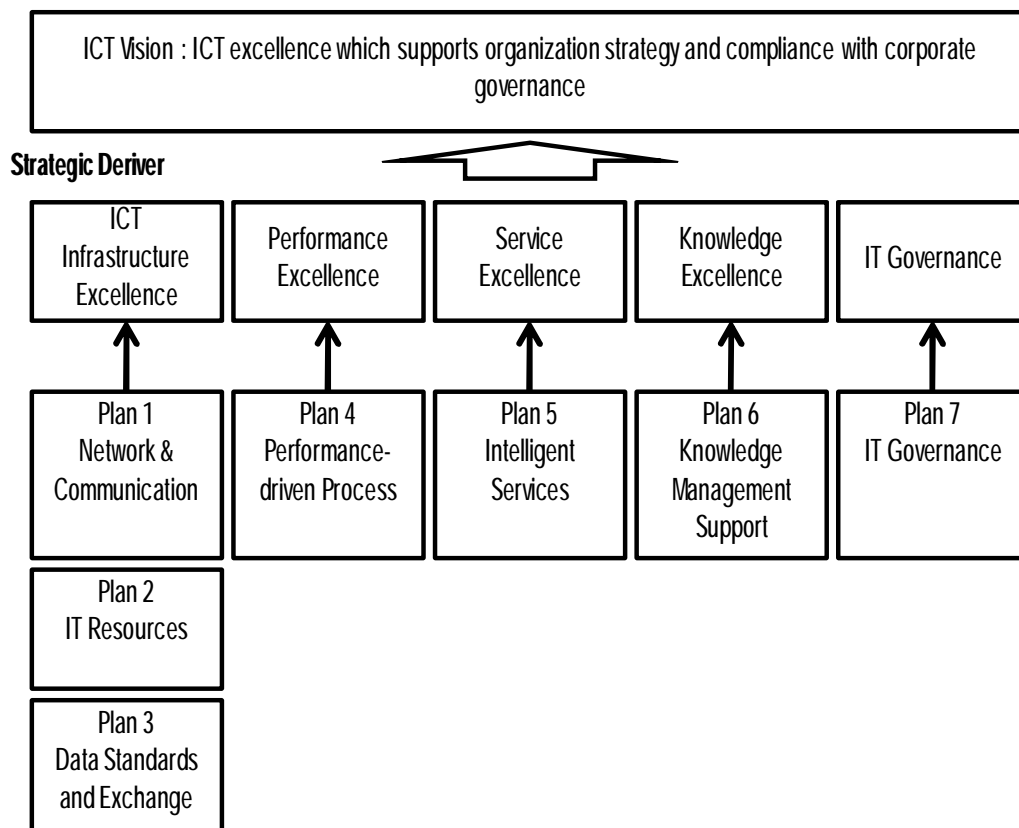 ICT Vision : ICT excellence which supports organization strategy and compliance with corporate
governance
Strategic Deriver
ICT
Infrastructure
Excellence
Performance
Excellence
Service
Excellence
Knowledge
Excellence
IT Governance
Plan 1
Network &
Communication
Plan 4
Performance-
driven Process
Plan 5
Intelligent
Services
Plan 6
Knowledge
Management
Support
Plan 7
IT Governance
Plan 2
IT Resources
Plan 3
Data Standards
and Exchange